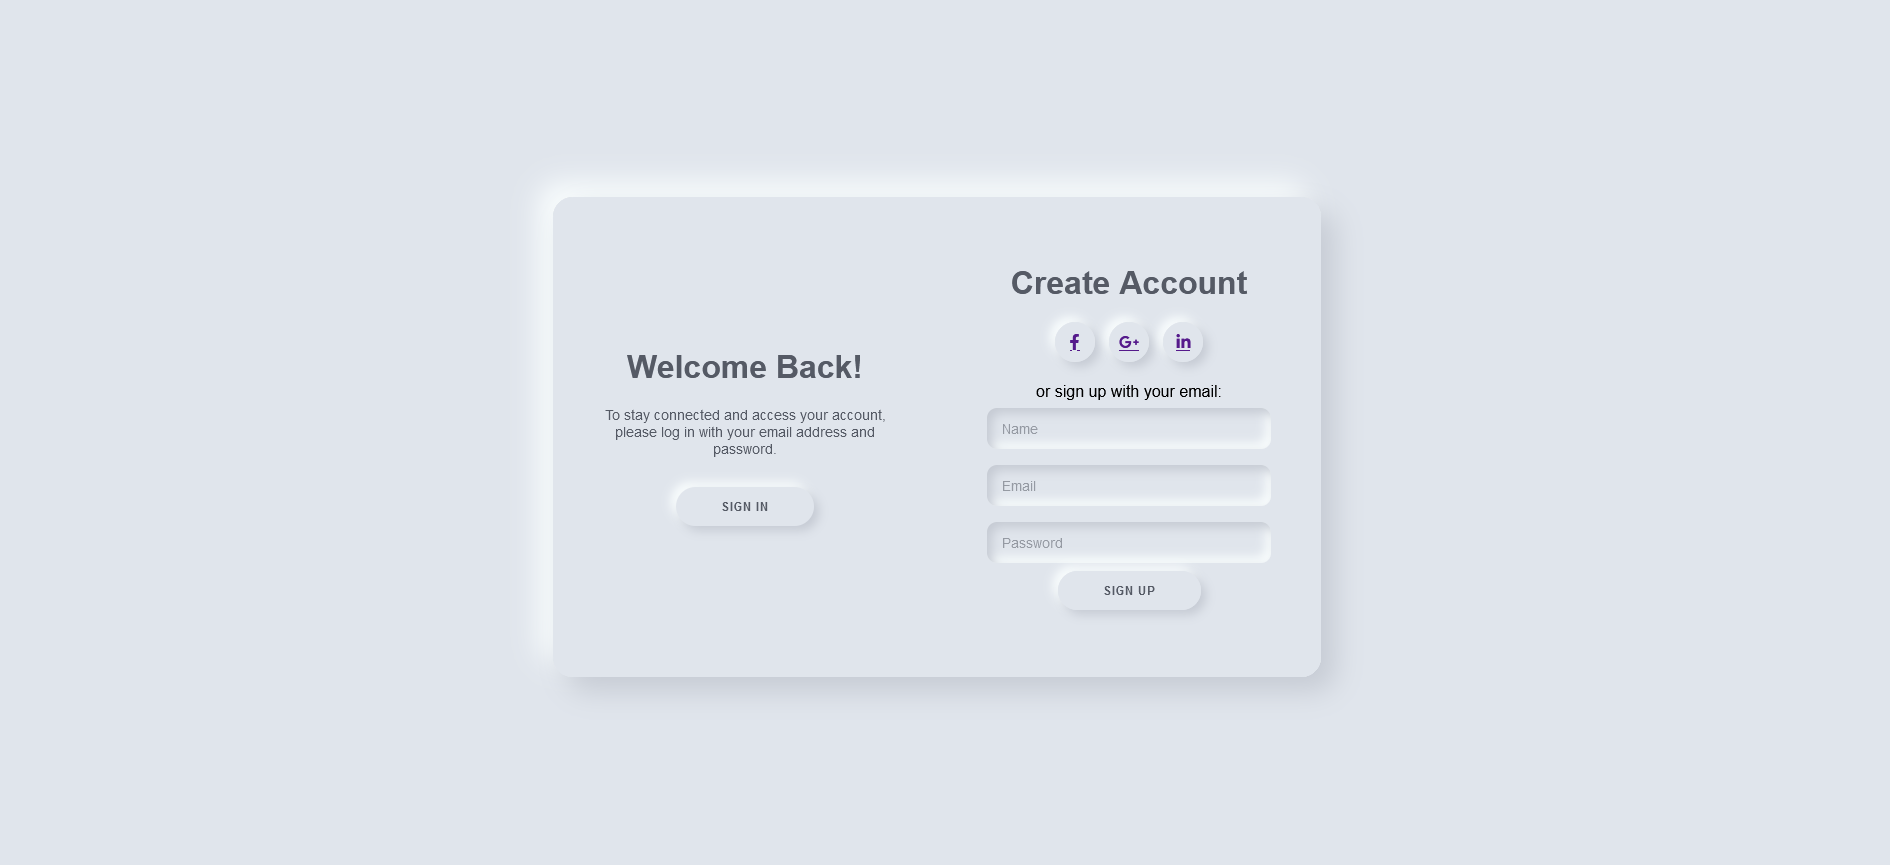 Welcome Back!
To stay connected and access your account,
please log in with your email address and
password.
SIGN IN
Create Account
f G+ in
or sign up with your email:
Name
Email
Password
SIGN UP